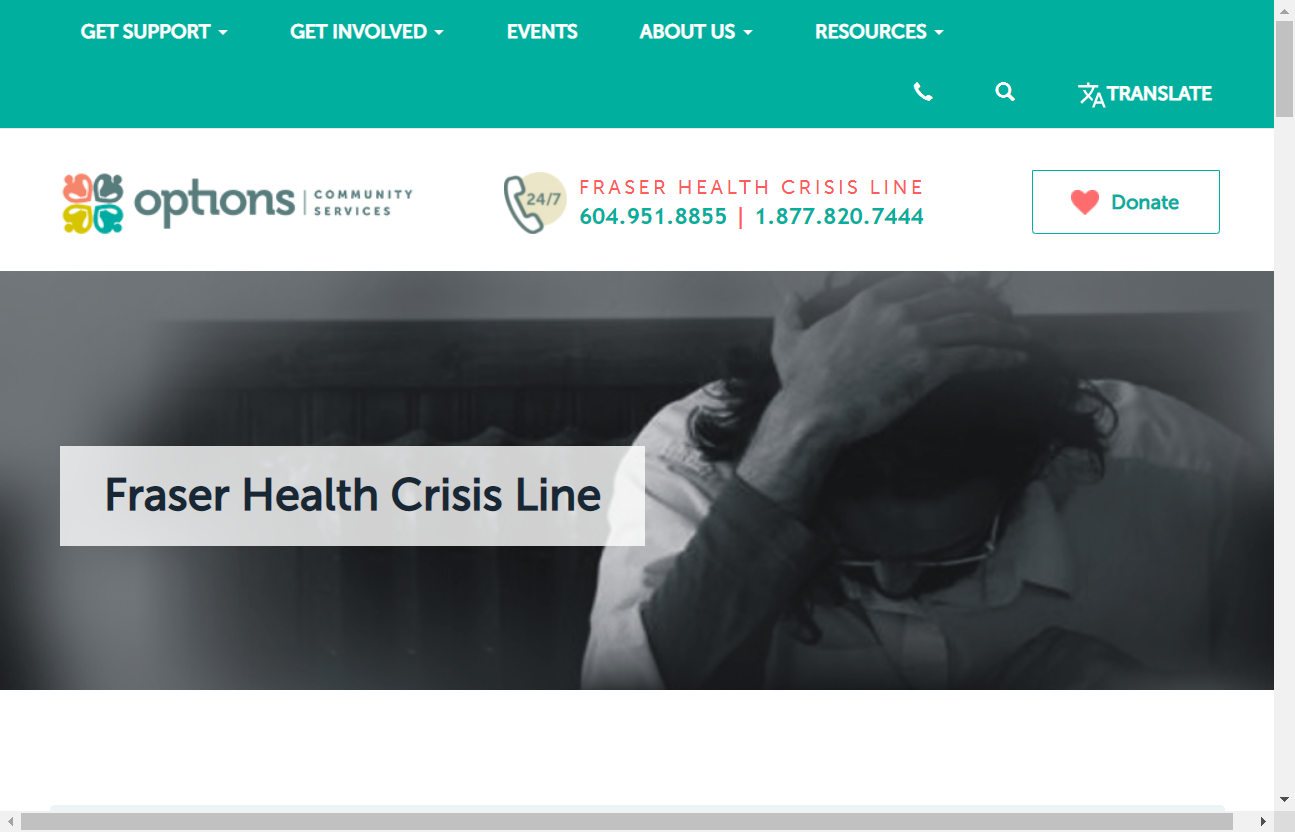 GET SUPPORT
GET INVOLVED
EVENTS
ABOUT US
RESOURCES
TRANSLATE
options
COMMUNITY
SERVICES
24/7
FRASER HEALTH CRISIS LINE
604.951.8855 | 1.877.820.7444
Donate
Fraser Health Crisis Line